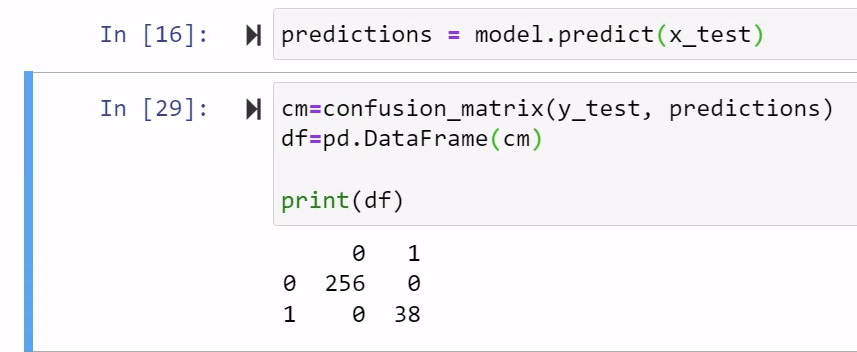 In [16]: predictions = model.predict(x_test)
In [29]: cm=confusion_matrix(y_test, predictions)
df=pd.DataFrame(cm)
print(df)
0 1
0 256 0
1 0 38